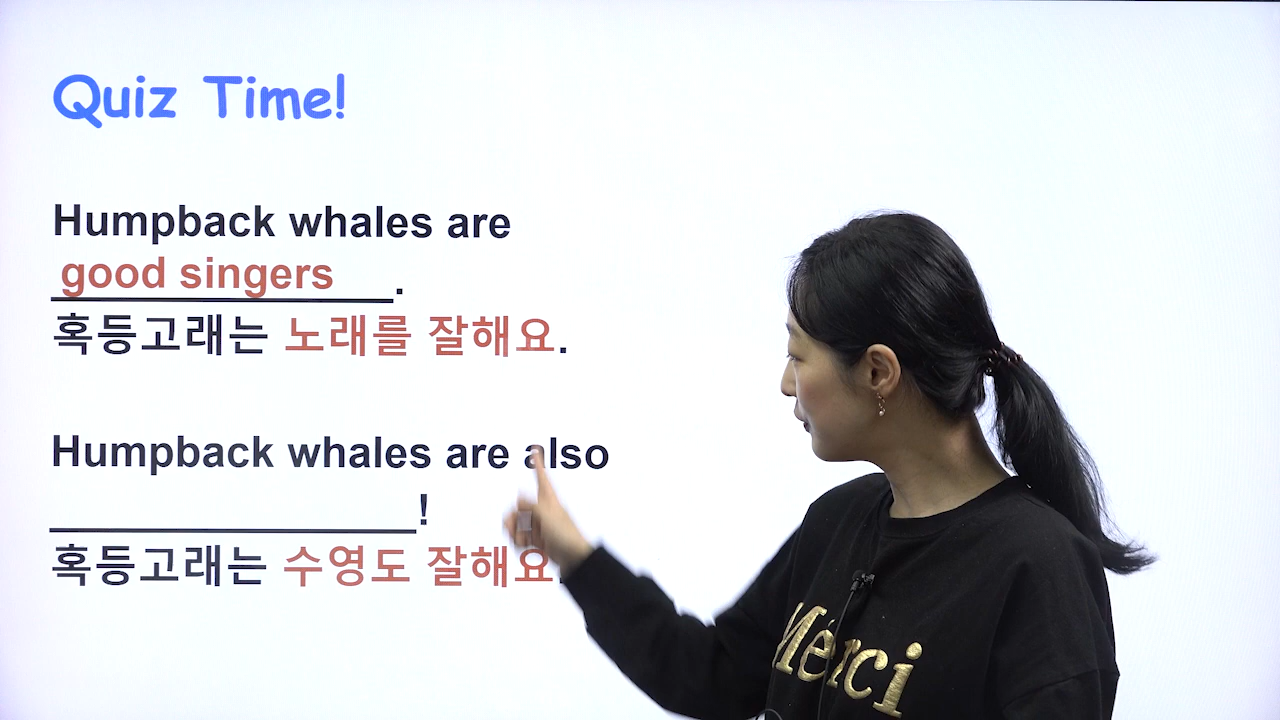 Quiz Time!
Humpback whales are
good singers.
혹등고래는 노래를 잘해요.
Humpback whales are also
!
혹등고래는 수영도 잘해요.
Merci